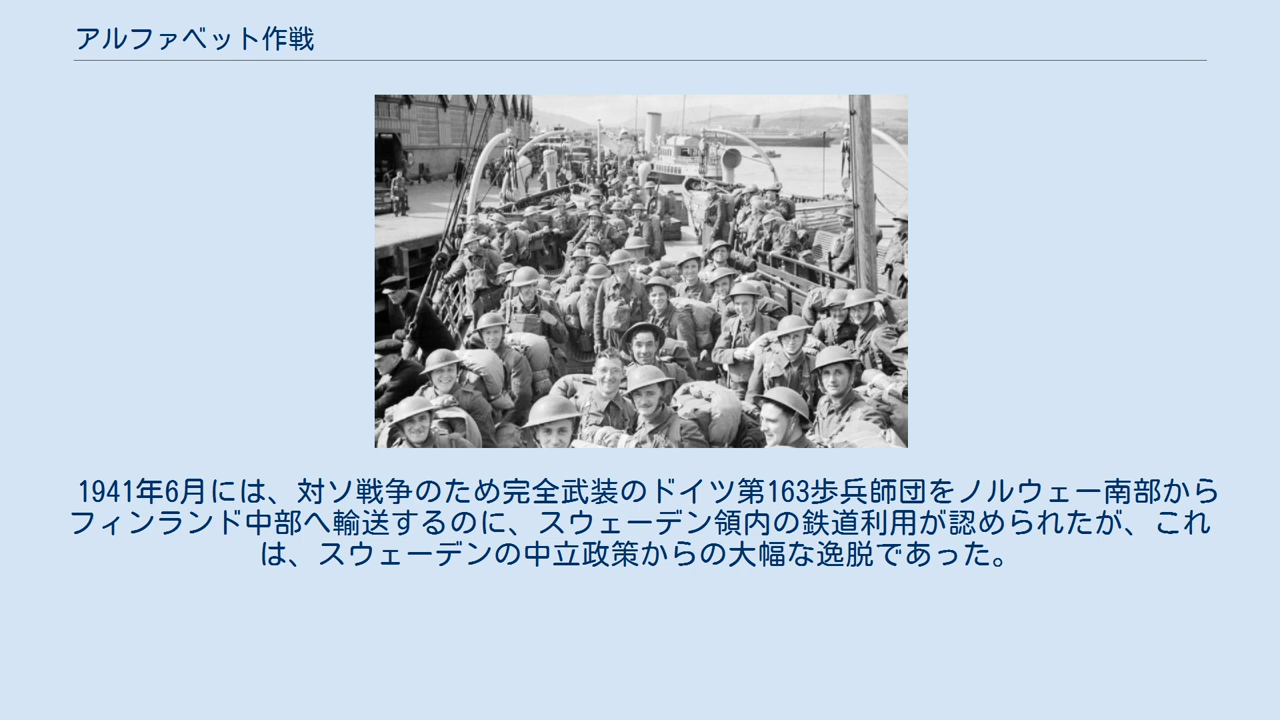 アルファベット作戦
1941年6月には、対ソ戦争のため完全武装のドイツ第163歩兵師団をノルウェー南部から
フィンランド中部へ輸送するのに、スウェーデン領内の鉄道利用が認められたが、これ
は、スウェーデンの中立政策からの大幅な逸脱であった。